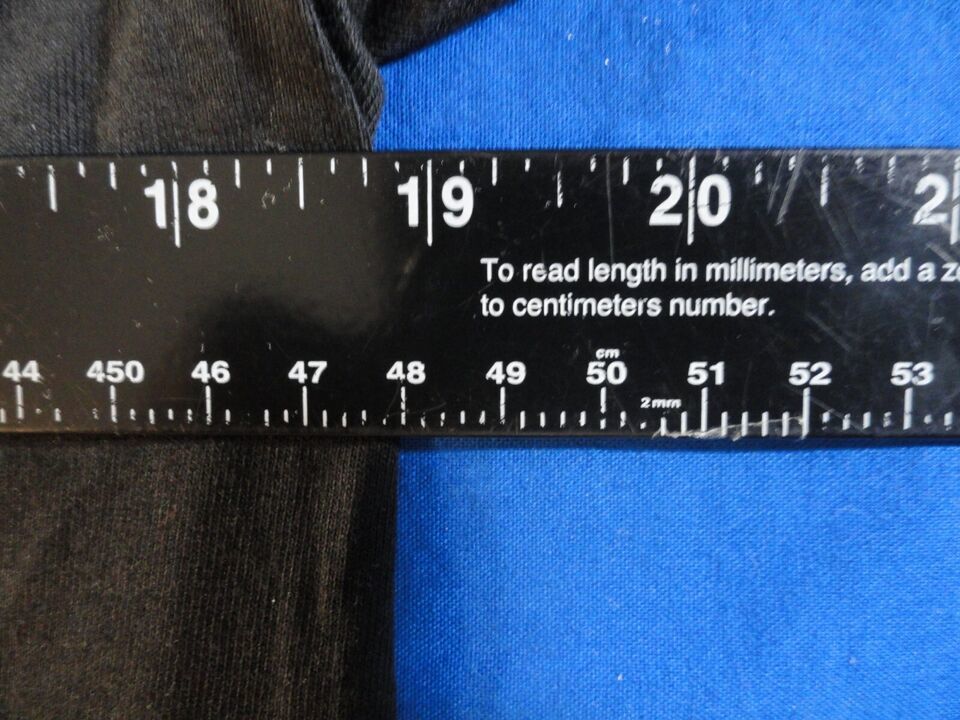 18 19 20 2
To read length in millimeters, add a ze
to centimeters number.
cm
44 450 46 47 48 49 50 51 52 53
2mm